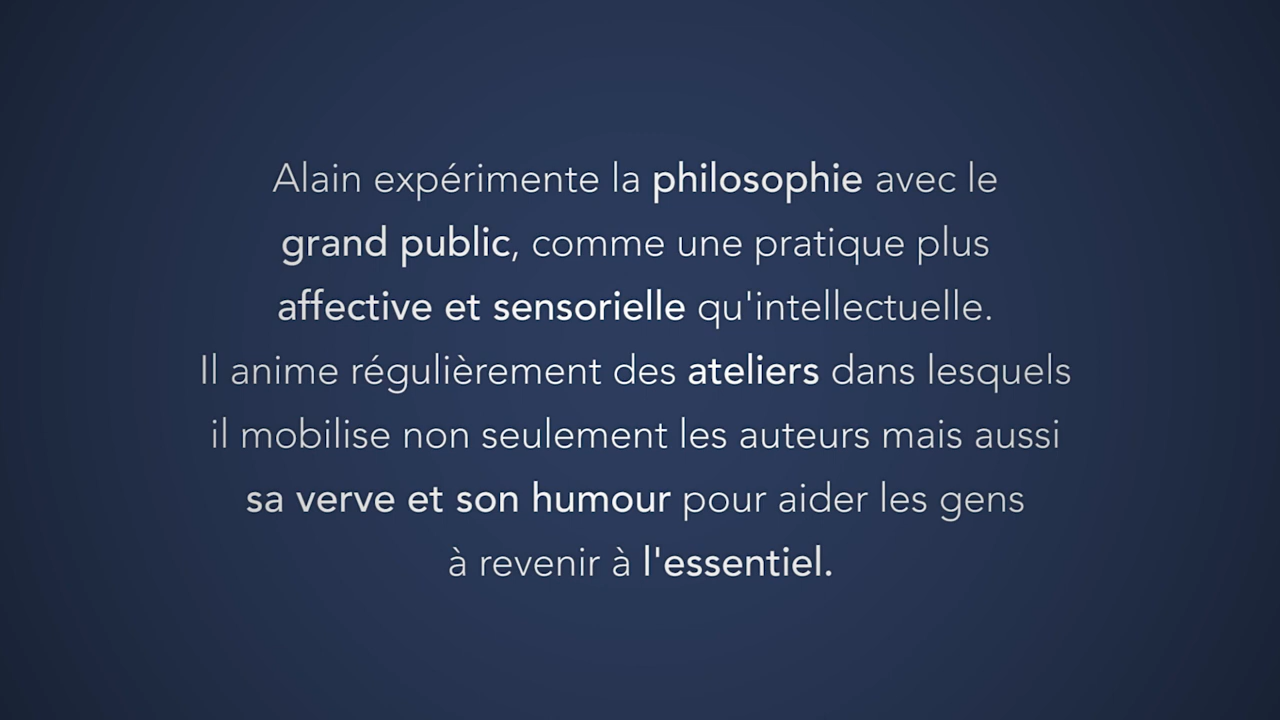 Alain expérimente la philosophie avec le
grand public, comme une pratique plus
affective et sensorielle qu'intellectuelle.
Il anime régulièrement des ateliers dans lesquels
il mobilise non seulement les auteurs mais aussi
sa verve et son humour pour aider les gens
à revenir à l'essentiel.